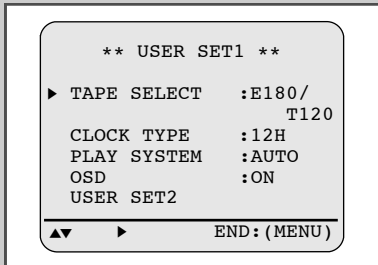 ** USER SET1 **
▶ TAPE SELECT :E180/
T120
CLOCK TYPE :12H
PLAY SYSTEM :AUTO
OSD :ON
USER SET2
▲▼ ▶ END:(MENU)